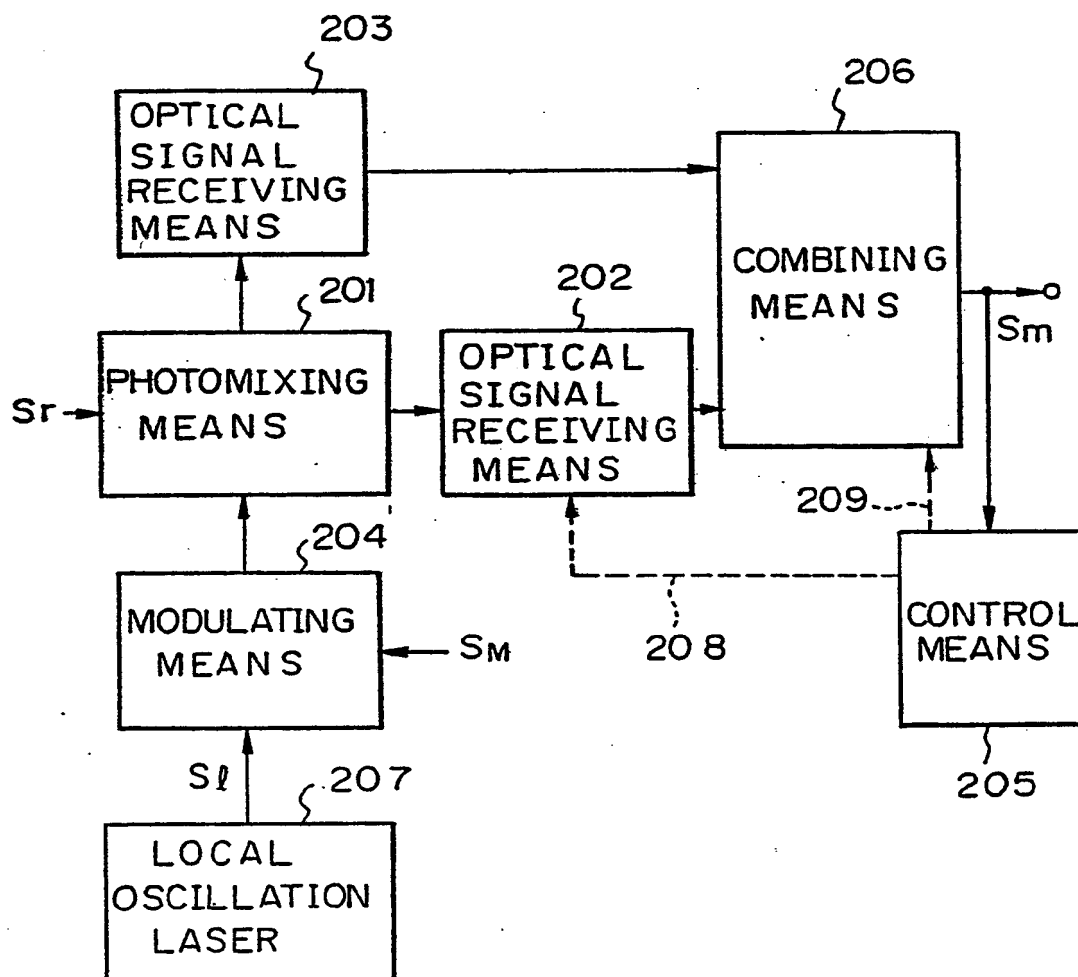 203
206
OPTICAL
SIGNAL
RECEIVING
MEANS
201
202
COMBINING
MEANS
Sm
PHOTOMIXING
MEANS
Sr
OPTICAL
SIGNAL
RECEIVING
MEANS
209
204
MODULATING
MEANS
SM
208
CONTROL
MEANS
205
Sℓ
207
LOCAL
OSCILLATION
LASER